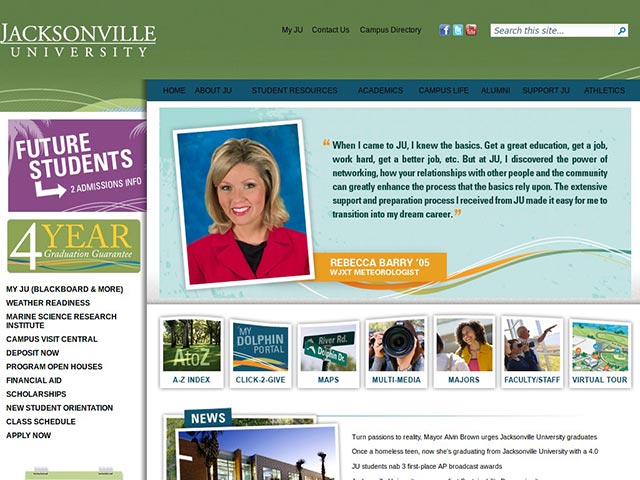 JACKSONVILLE
UNIVERSITY
My JU Contact Us Campus Directory
Search this site...
HOME ABOUT JU STUDENT RESOURCES ACADEMICS CAMPUS LIFE ALUMNI SUPPORT JU ATHLETICS
FUTURE
STUDENTS
2 ADMISSIONS INFO
4 YEAR
Graduation Guarantee
MY JU (BLACKBOARD & MORE)
WEATHER READINESS
MARINE SCIENCE RESEARCH
INSTITUTE
CAMPUS VISIT CENTRAL
DEPOSIT NOW
PROGRAM OPEN HOUSES
FINANCIAL AID
SCHOLARSHIPS
NEW STUDENT ORIENTATION
CLASS SCHEDULE
APPLY NOW
“When I came to JU, I knew the basics. Get a great education, get a job,
work hard, get a better job, etc. But at JU, I discovered the power of
networking, how your relationships with other people and the community
can greatly enhance the process that the basics rely upon. The extensive
support and preparation process I received from JU made it easy for me to
transition into my dream career.”
REBECCA BARRY '05
WJXT METEOROLOGIST
AtoZ
MY
DOLPHIN
PORTAL
River Rd.
Dolphin Dr.
A-Z INDEX CLICK-2-GIVE MAPS MULTI-MEDIA MAJORS FACULTY/STAFF VIRTUAL TOUR
NEWS
Turn passions to reality, Mayor Alvin Brown urges Jacksonville University graduates
Once a homeless teen, now she's graduating from Jacksonville University with a 4.0
JU students nab 3 first-place AP broadcast awards